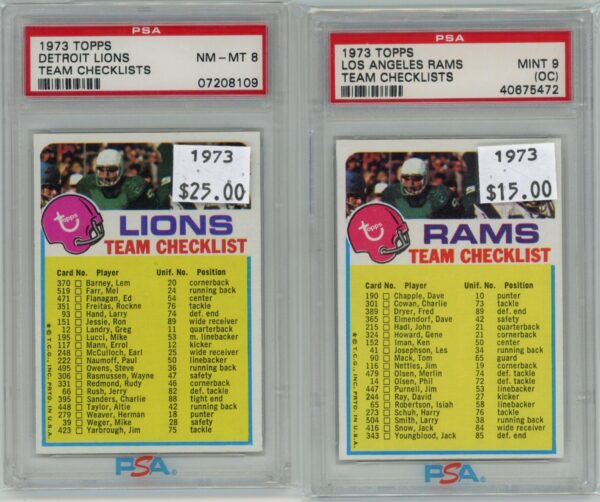 PSA
1973 TOPPS
DETROIT LIONS
TEAM CHECKLISTS
NM-MT 8
07208109
1973
$25.00
Topps
LIONS
TEAM CHECKLIST
Card No. Player Unif. No. Position
370 Barney, Lem 20 cornerback
519 Farr, Mel 24 running back
471 Flanagan, Ed 54 center
351 Freitas, Rockne 76 tackle
93 Hand, Larry 74 def. end
151 Jessie, Ron 89 wide receiver
12 Landry, Greg 11 quarterback
195 Lucci, Mike 53 m. linebacker
117 Mann, Errol 12 kicker
248 McCulloch, Earl 25 wide receiver
222 Naumoff, Paul 50 linebacker
495 Owens, Steve 36 running back
306 Rasmussen, Wayne 47 safety
331 Redmond, Rudy 46 cornerback
66 Rush, Jerry 82 def. tackle
395 Sanders, Charlie 88 tight end
448 Taylor, Altie 42 running back
279 Weaver, Herman 18 punter
39 Weger, Mike 28 safety
423 Yarbrough, Jim 75 tackle
© T.C.G., INC. PRTD. IN U.S.A.
PSA
PSA
1973 TOPPS
LOS ANGELES RAMS
TEAM CHECKLISTS
MINT 9
(OC)
40675472
1973
$15.00
Topps
RAMS
TEAM CHECKLIST
Card No. Player Unif. No. Position
190 Chapple, Dave 10 punter
301 Cowan, Charlie 73 tackle
389 Dryer, Fred 89 def. end
365 Elmendorf, Dave 42 safety
215 Hadl, John 21 quarterback
324 Howard, Gene 21 cornerback
152 Iman, Ken 50 center
41 Josephson, Les 34 running back
90 Mack, Tom 65 guard
116 Nettles, Jim 19 cornerback
479 Olsen, Merlin 74 def. tackle
14 Olsen, Phil 72 def. tackle
447 Purnell, Jim 51 linebacker
244 Ray, David 27 kicker
65 Robertson, Isiah 58 linebacker
273 Schuh, Harry 76 tackle
504 Smith, Larry 38 running back
416 Snow, Jack 84 wide receiver
343 Youngblood, Jack 85 def. end
© T.C.G., INC. PRTD. IN U.S.A.
PSA